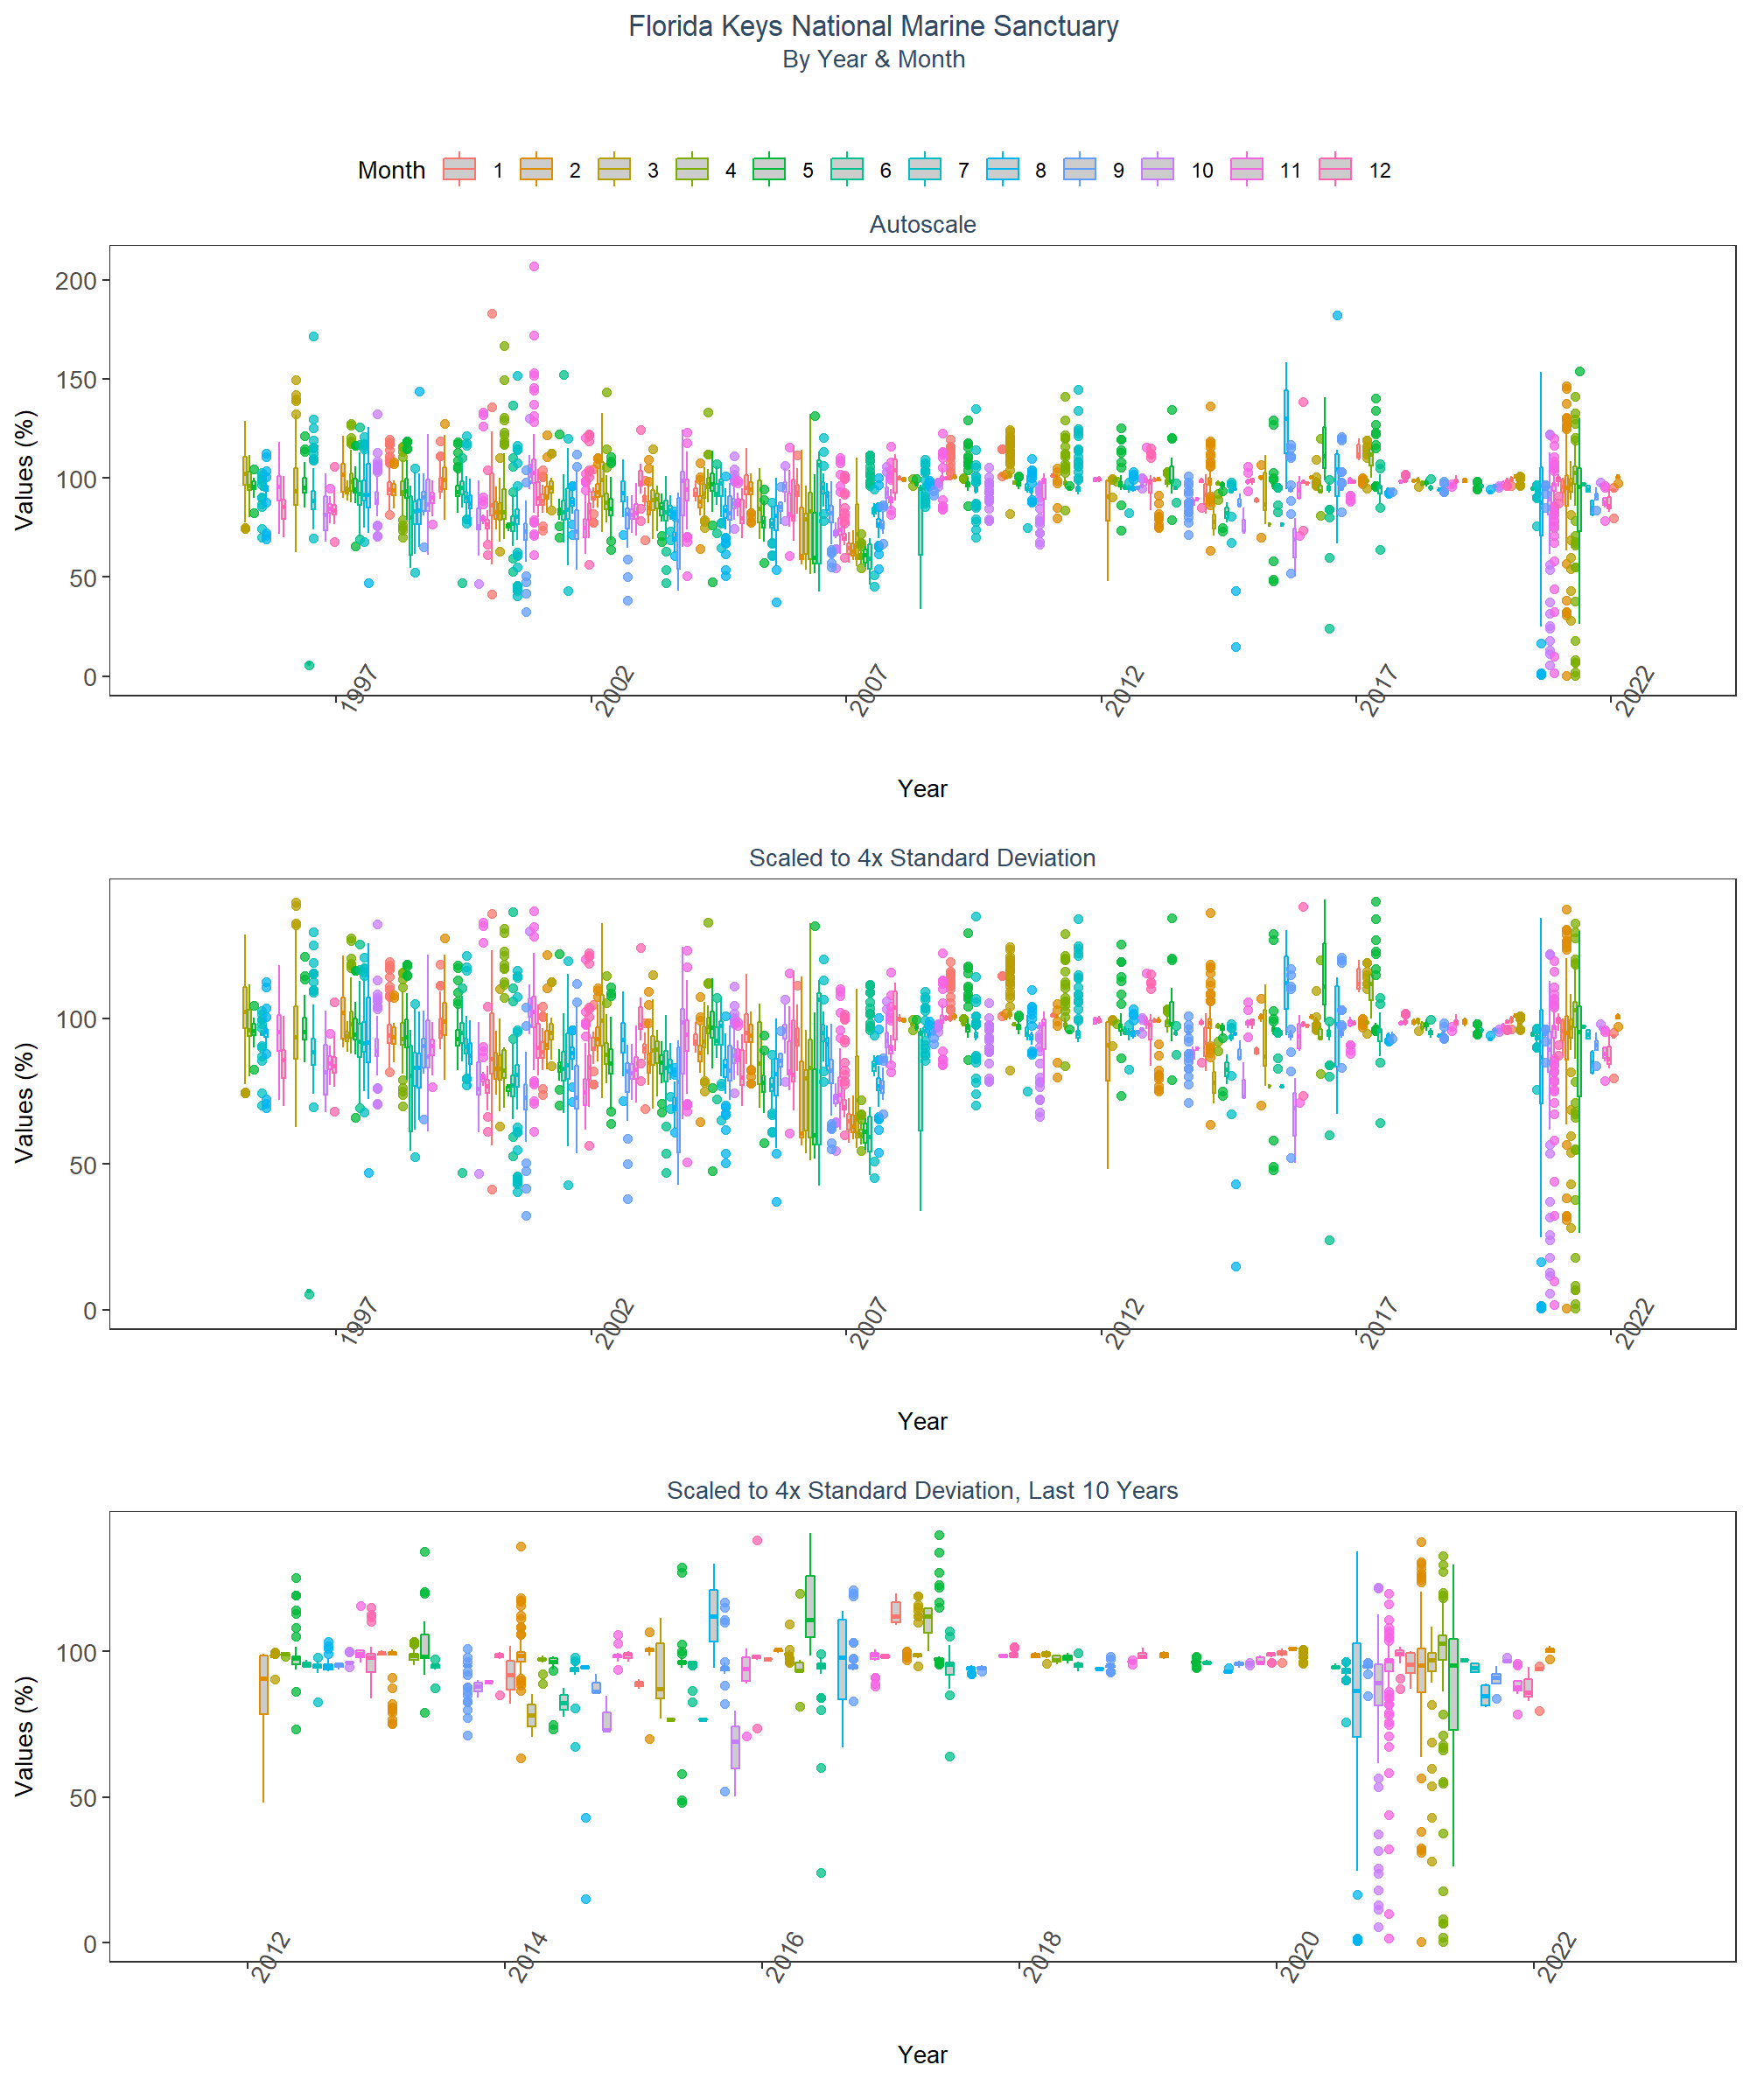 Florida Keys National Marine Sanctuary
By Year & Month
Month 1 2 3 4 5 6 7 8 9 10 11 12
Autoscale
Values (%)
200
150
100
50
0
1997 2002 2007 2012 2017 2022
Year
Scaled to 4x Standard Deviation
Values (%)
100
50
0
1997 2002 2007 2012 2017 2022
Year
Scaled to 4x Standard Deviation, Last 10 Years
Values (%)
100
50
0
2012 2014 2016 2018 2020 2022
Year